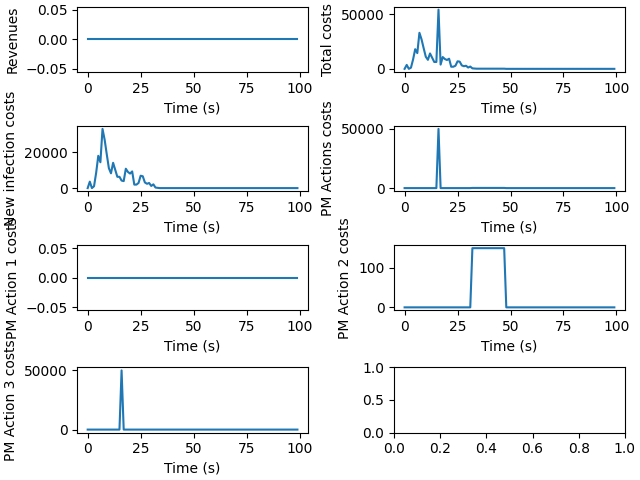 Revenues
0.05
0.00
−0.05
0 25 50 75 100
Time (s)
Total costs
50000
0
0 25 50 75 100
Time (s)
New infection costs
20000
0
0 25 50 75 100
Time (s)
PM Actions costs
50000
0
0 25 50 75 100
Time (s)
PM Action 1 costs
0.05
0.00
−0.05
0 25 50 75 100
Time (s)
PM Action 2 costs
100
0
0 25 50 75 100
Time (s)
PM Action 3 costs
50000
0
0 25 50 75 100
Time (s)
1.0
0.5
0.0
0.0 0.2 0.4 0.6 0.8 1.0